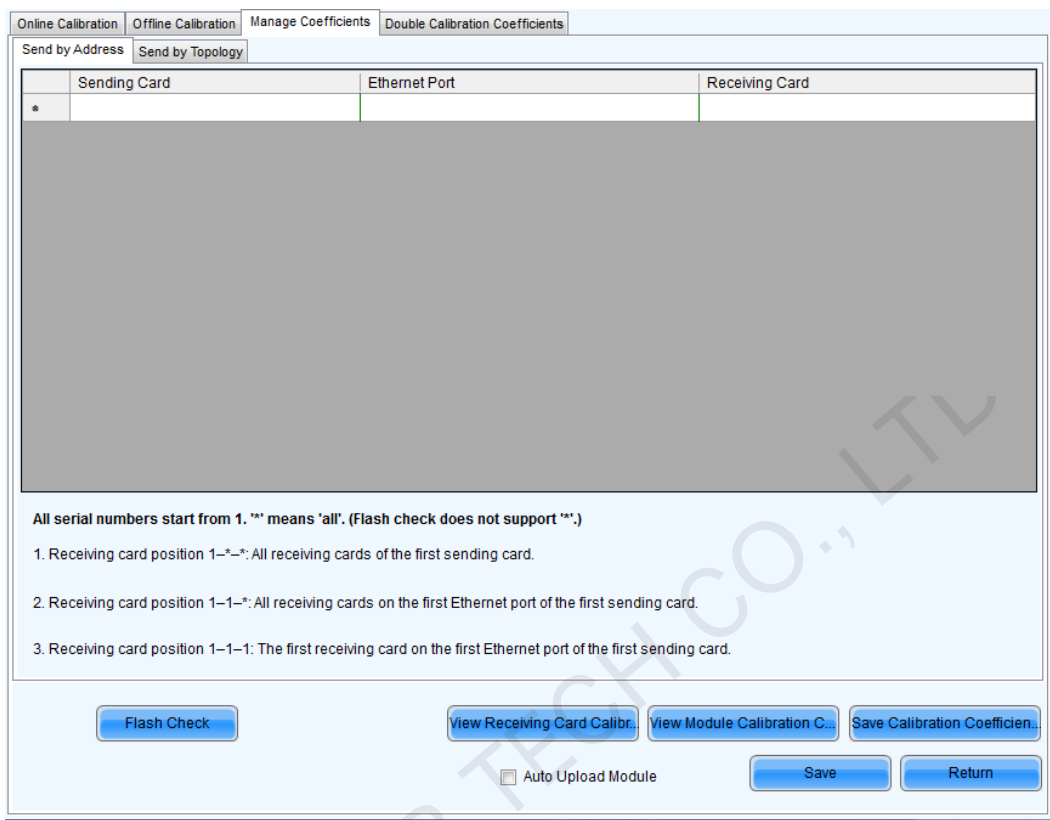 Online Calibration Offline Calibration Manage Coefficients Double Calibration Coefficients
Send by Address Send by Topology
Sending Card Ethernet Port Receiving Card
*
All serial numbers start from 1. '*' means 'all'. (Flash check does not support '*'.)
1. Receiving card position 1–*–*: All receiving cards of the first sending card.
2. Receiving card position 1–1–*: All receiving cards on the first Ethernet port of the first sending card.
3. Receiving card position 1–1–1: The first receiving card on the first Ethernet port of the first sending card.
Flash Check View Receiving Card Calibr... View Module Calibration C... Save Calibration Coefficien...
Auto Upload Module Save Return
TECH CO., LTD